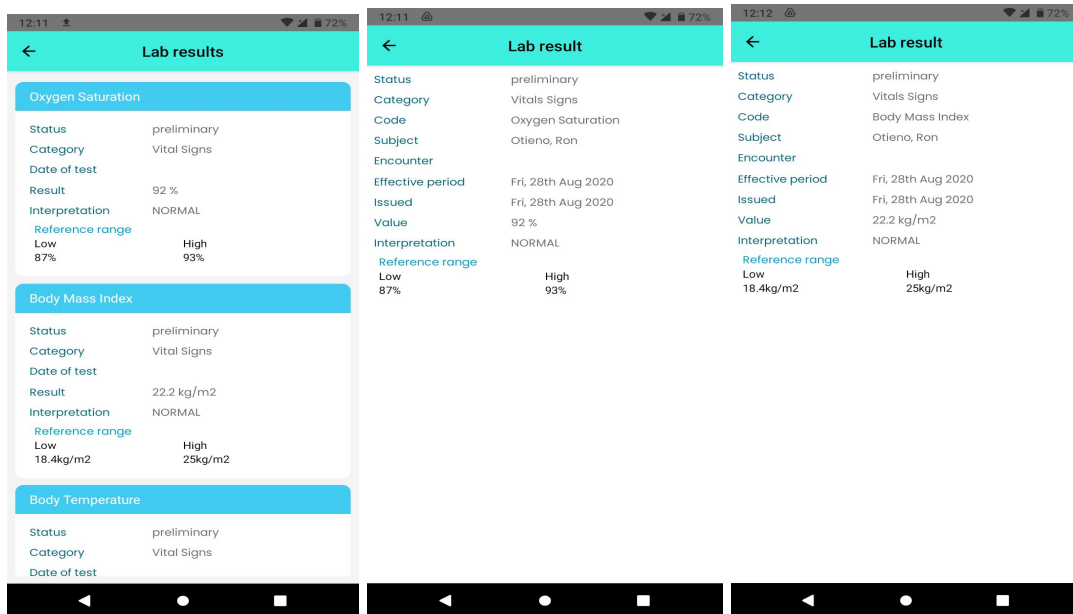 12:11 72%
Lab results
Oxygen Saturation
Status preliminary
Category Vital Signs
Date of test
Result 92 %
Interpretation NORMAL
Reference range
Low High
87% 93%
Body Mass Index
Status preliminary
Category Vital Signs
Date of test
Result 22.2 kg/m2
Interpretation NORMAL
Reference range
Low High
18.4kg/m2 25kg/m2
Body Temperature
Status preliminary
Category Vital Signs
Date of test
12:11 72%
Lab result
Status preliminary
Category Vitals Signs
Code Oxygen Saturation
Subject Otieno, Ron
Encounter
Effective period Fri, 28th Aug 2020
Issued Fri, 28th Aug 2020
Value 92 %
Interpretation NORMAL
Reference range
Low High
87% 93%
12:12 72%
Lab result
Status preliminary
Category Vitals Signs
Code Body Mass Index
Subject Otieno, Ron
Encounter
Effective period Fri, 28th Aug 2020
Issued Fri, 28th Aug 2020
Value 22.2 kg/m2
Interpretation NORMAL
Reference range
Low High
18.4kg/m2 25kg/m2